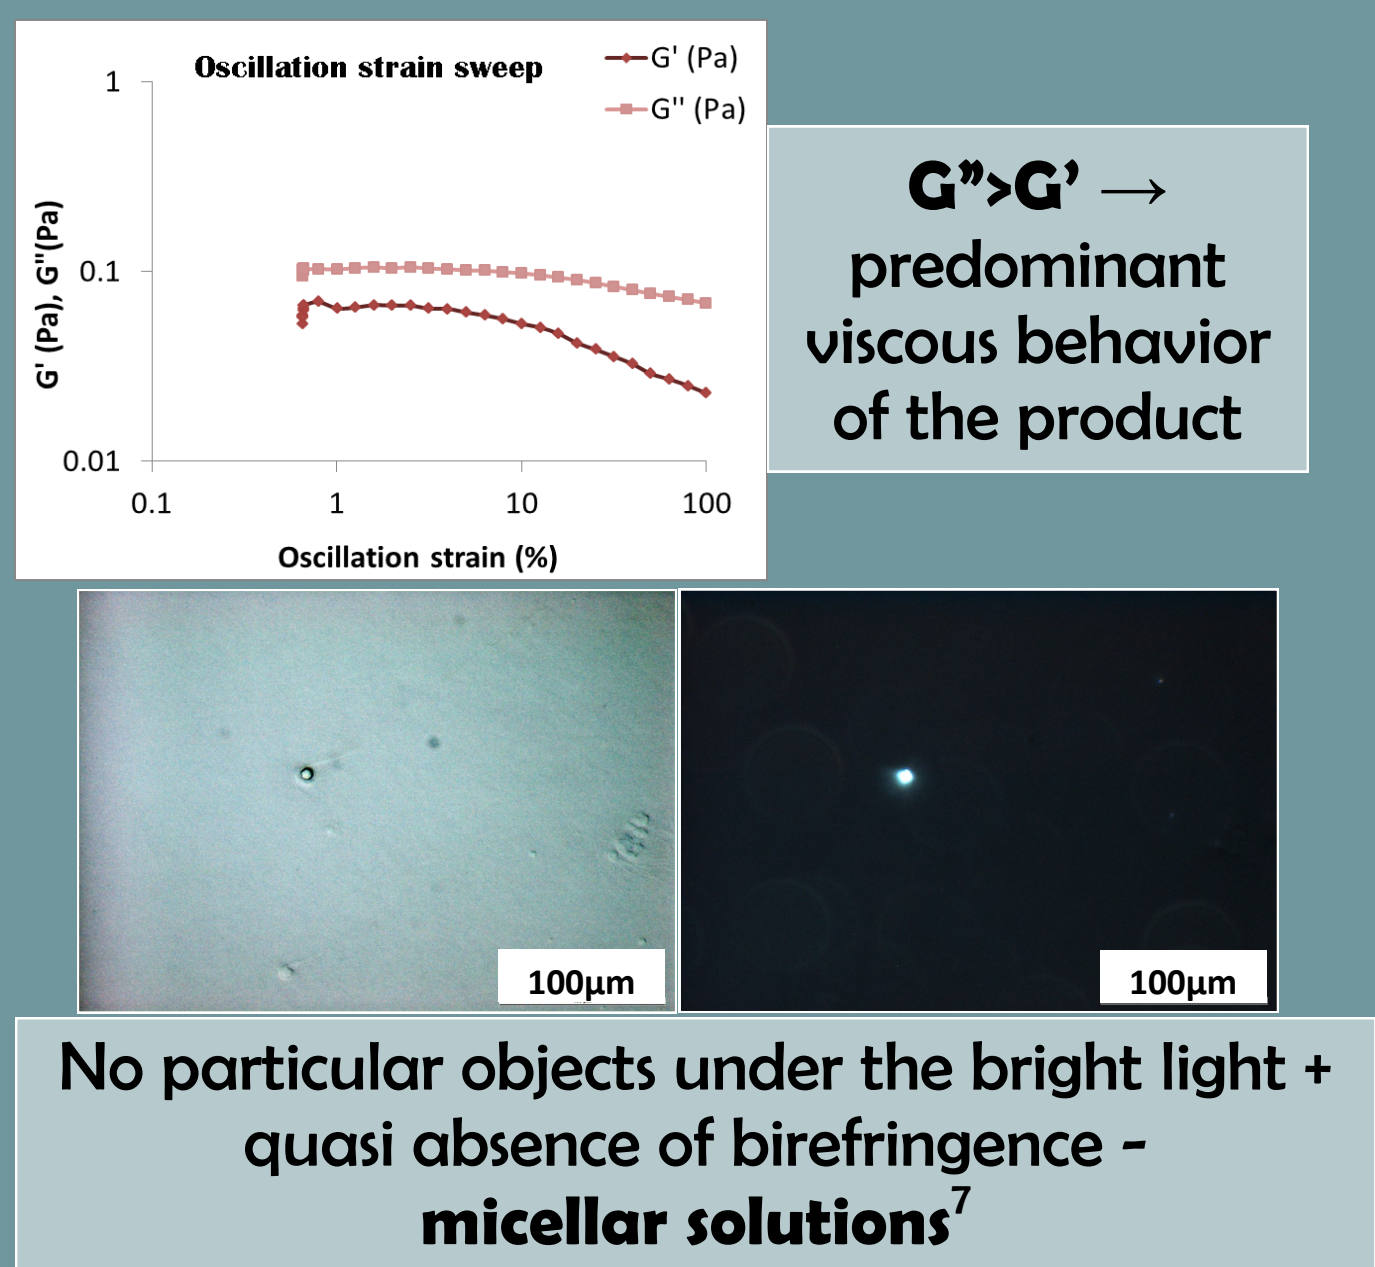 Oscillation strain sweep
G' (Pa)
G'' (Pa)
1
0.1
0.01
G' (Pa), G''(Pa)
0.1
1
10
100
Oscillation strain (%)
G”>G’ →
predominant
viscous behavior
of the product
100µm
100µm
No particular objects under the bright light +
quasi absence of birefringence -
micellar solutions⁷